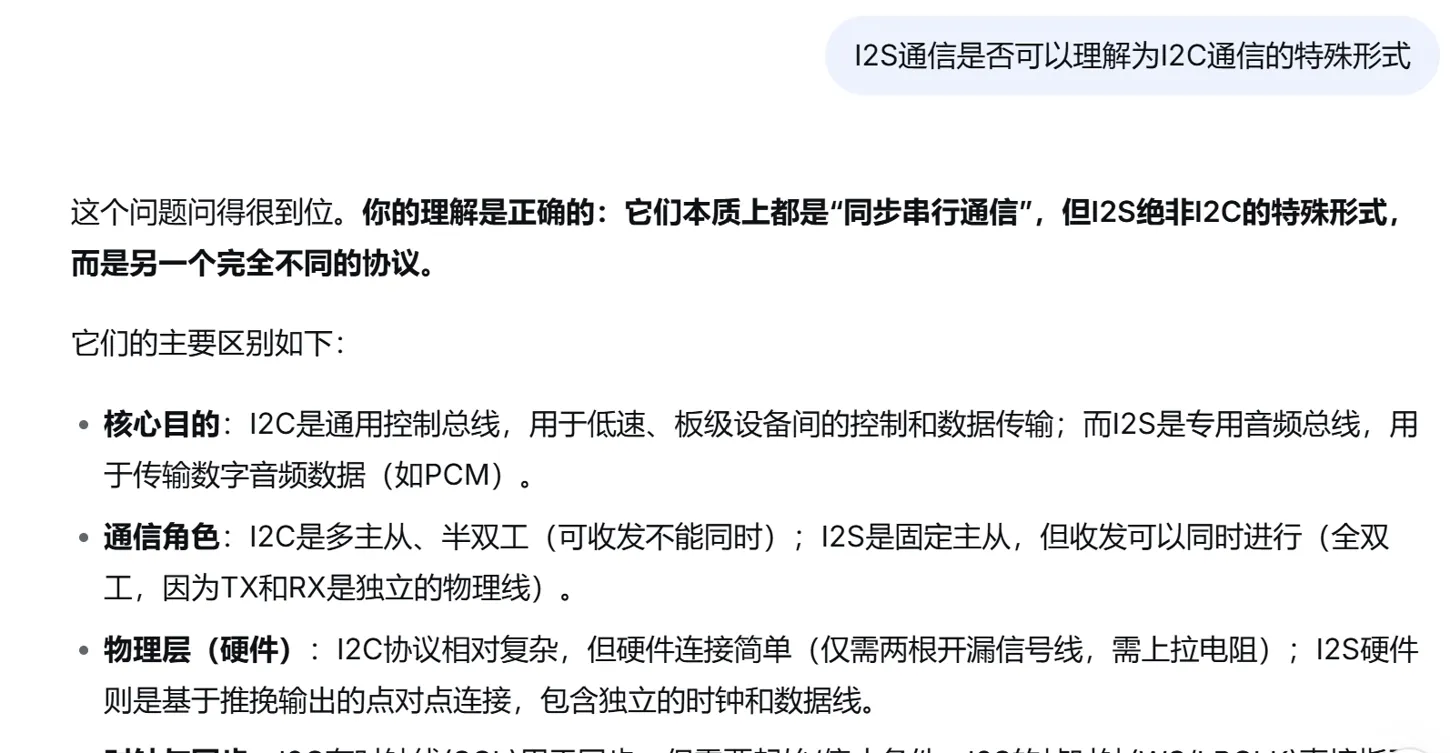 I2S通信是否可以理解为I2C通信的特殊形式
这个问题问得很到位。你的理解是正确的：它们本质上都是“同步串行通信”，但I2S绝非I2C的特殊形式，
而是另一个完全不同的协议。
它们的主要区别如下：
• 核心目的：I2C是通用控制总线，用于低速、板级设备间的控制和数据传输；而I2S是专用音频总线，用
于传输数字音频数据（如PCM）。
• 通信角色：I2C是多主从、半双工（可收发不能同时）；I2S是固定主从，但收发可以同时进行（全双
工，因为TX和RX是独立的物理线）。
• 物理层（硬件）：I2C协议相对复杂，但硬件连接简单（仅需两根开漏信号线，需上拉电阻）；I2S硬件
则是基于推挽输出的点对点连接，包含独立的时钟和数据线。